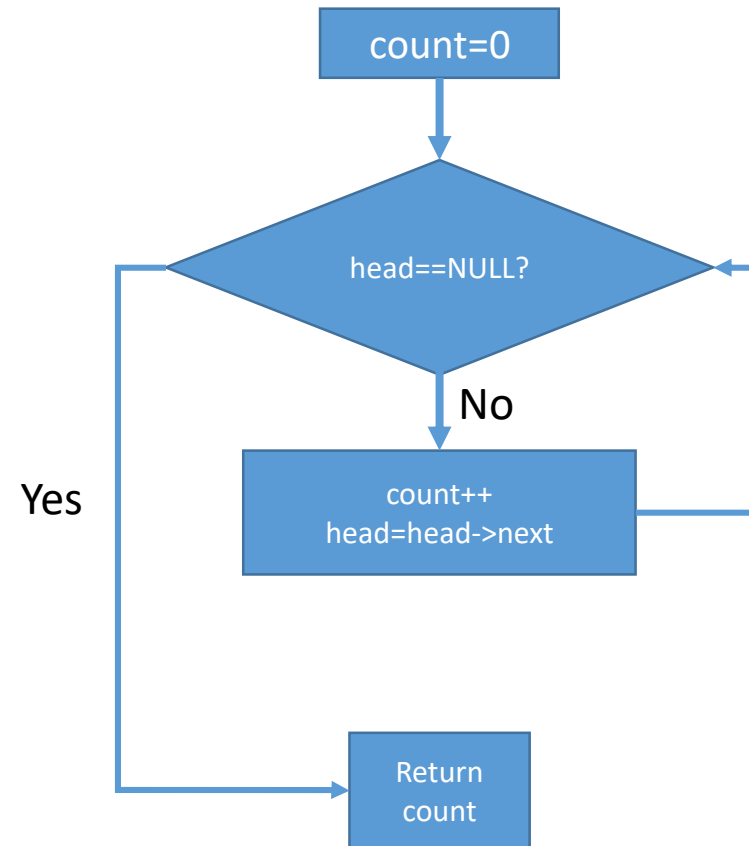 count=0
head==NULL?
No
Yes
count++
head=head->next
Return
count